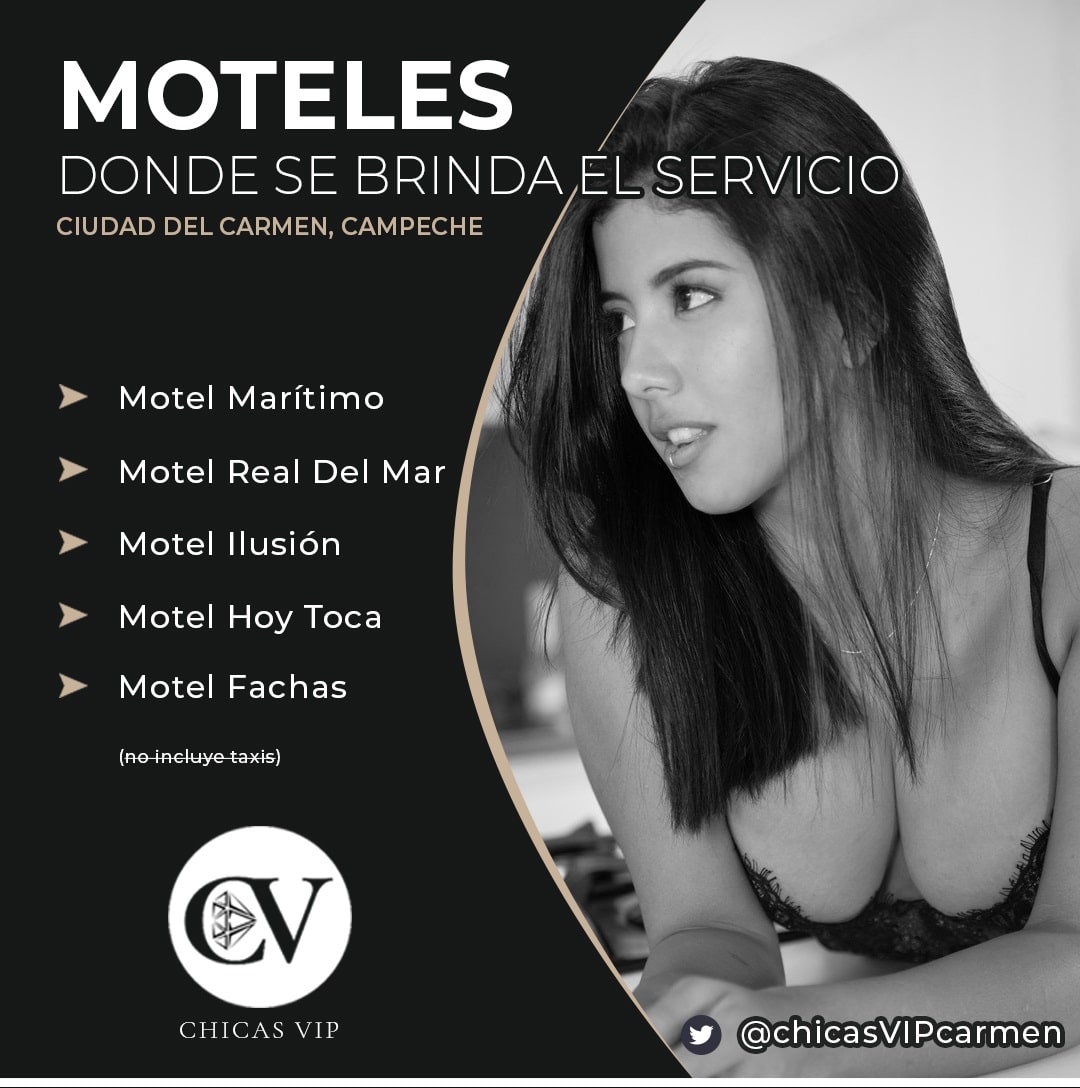 MOTELES
DONDE SE BRINDA EL SERVICIO
CIUDAD DEL CARMEN, CAMPECHE
Motel Marítimo
Motel Real Del Mar
Motel Ilusión
Motel Hoy Toca
Motel Fachas
(no incluye taxis)
CV
CHICAS VIP
@chicasVIPcarmen